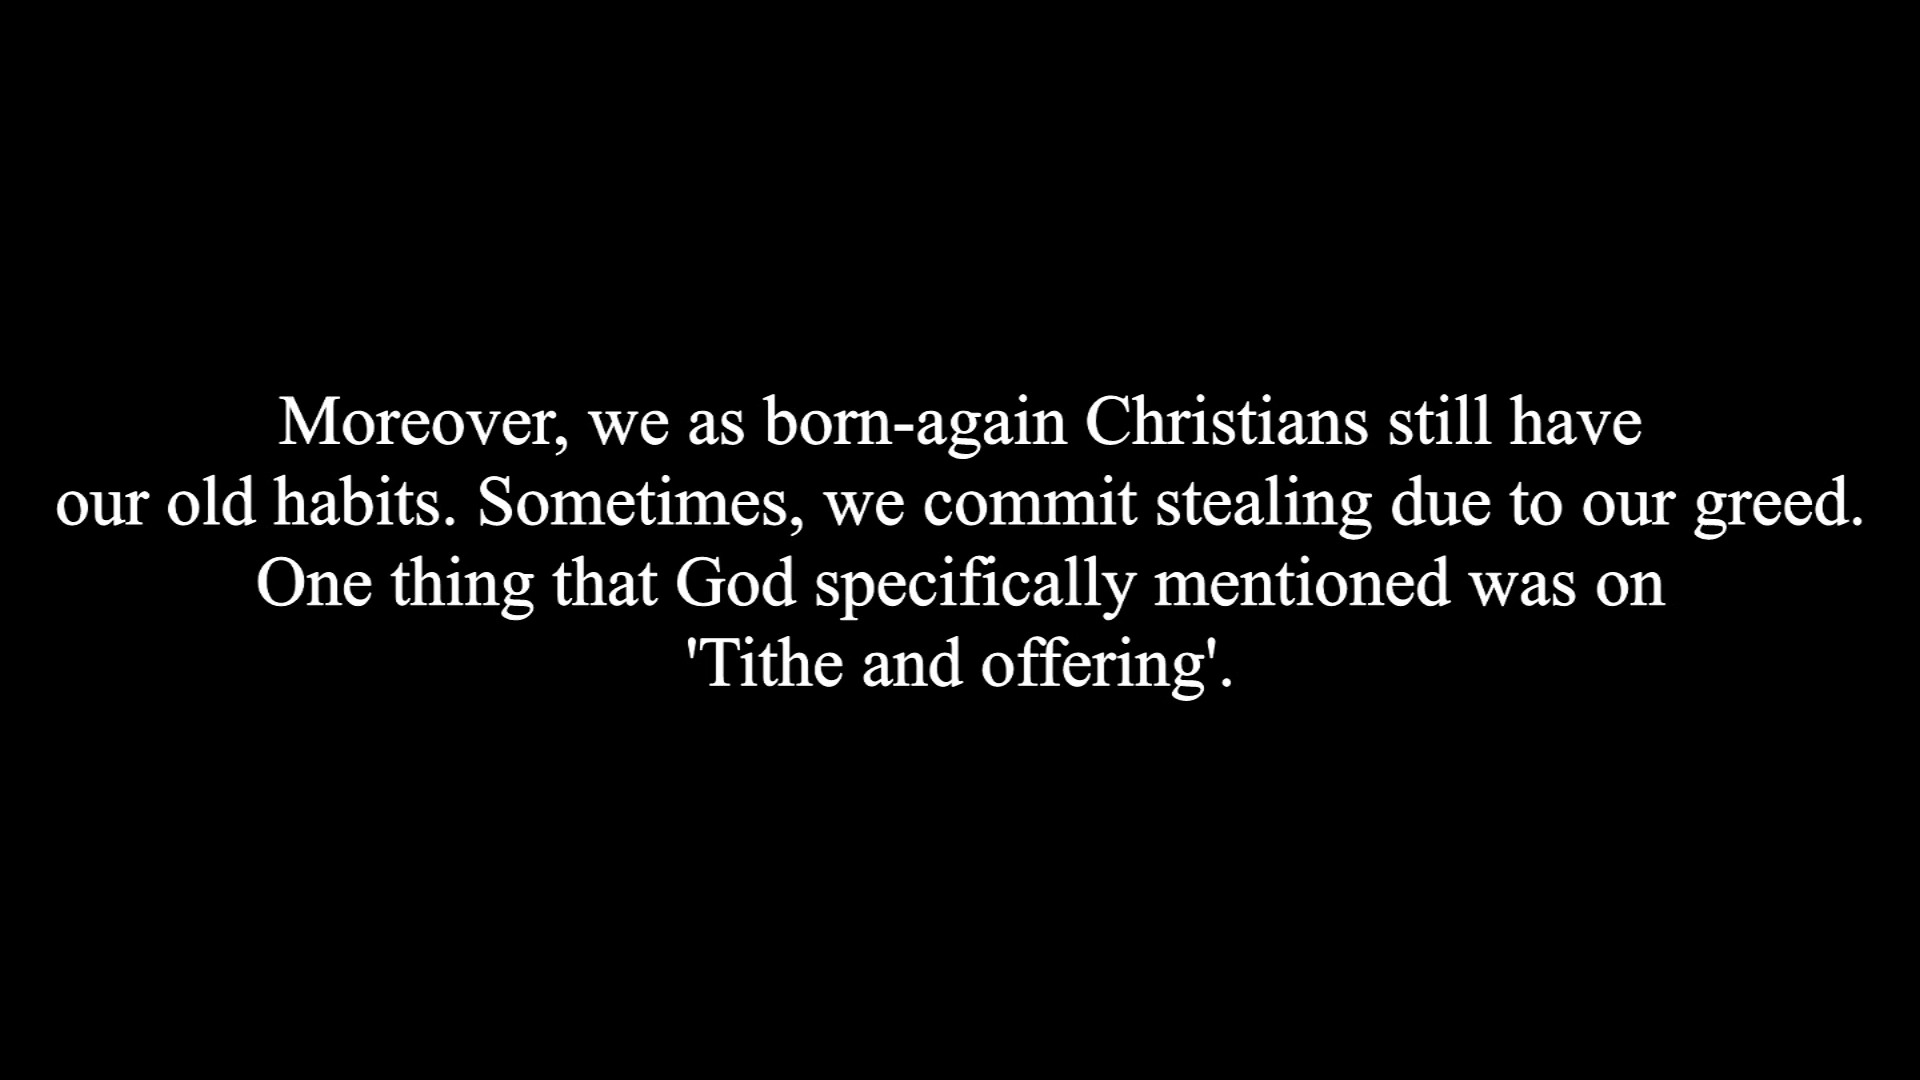 Moreover, we as born-again Christians still have
our old habits. Sometimes, we commit stealing due to our greed.
One thing that God specifically mentioned was on
'Tithe and offering'.